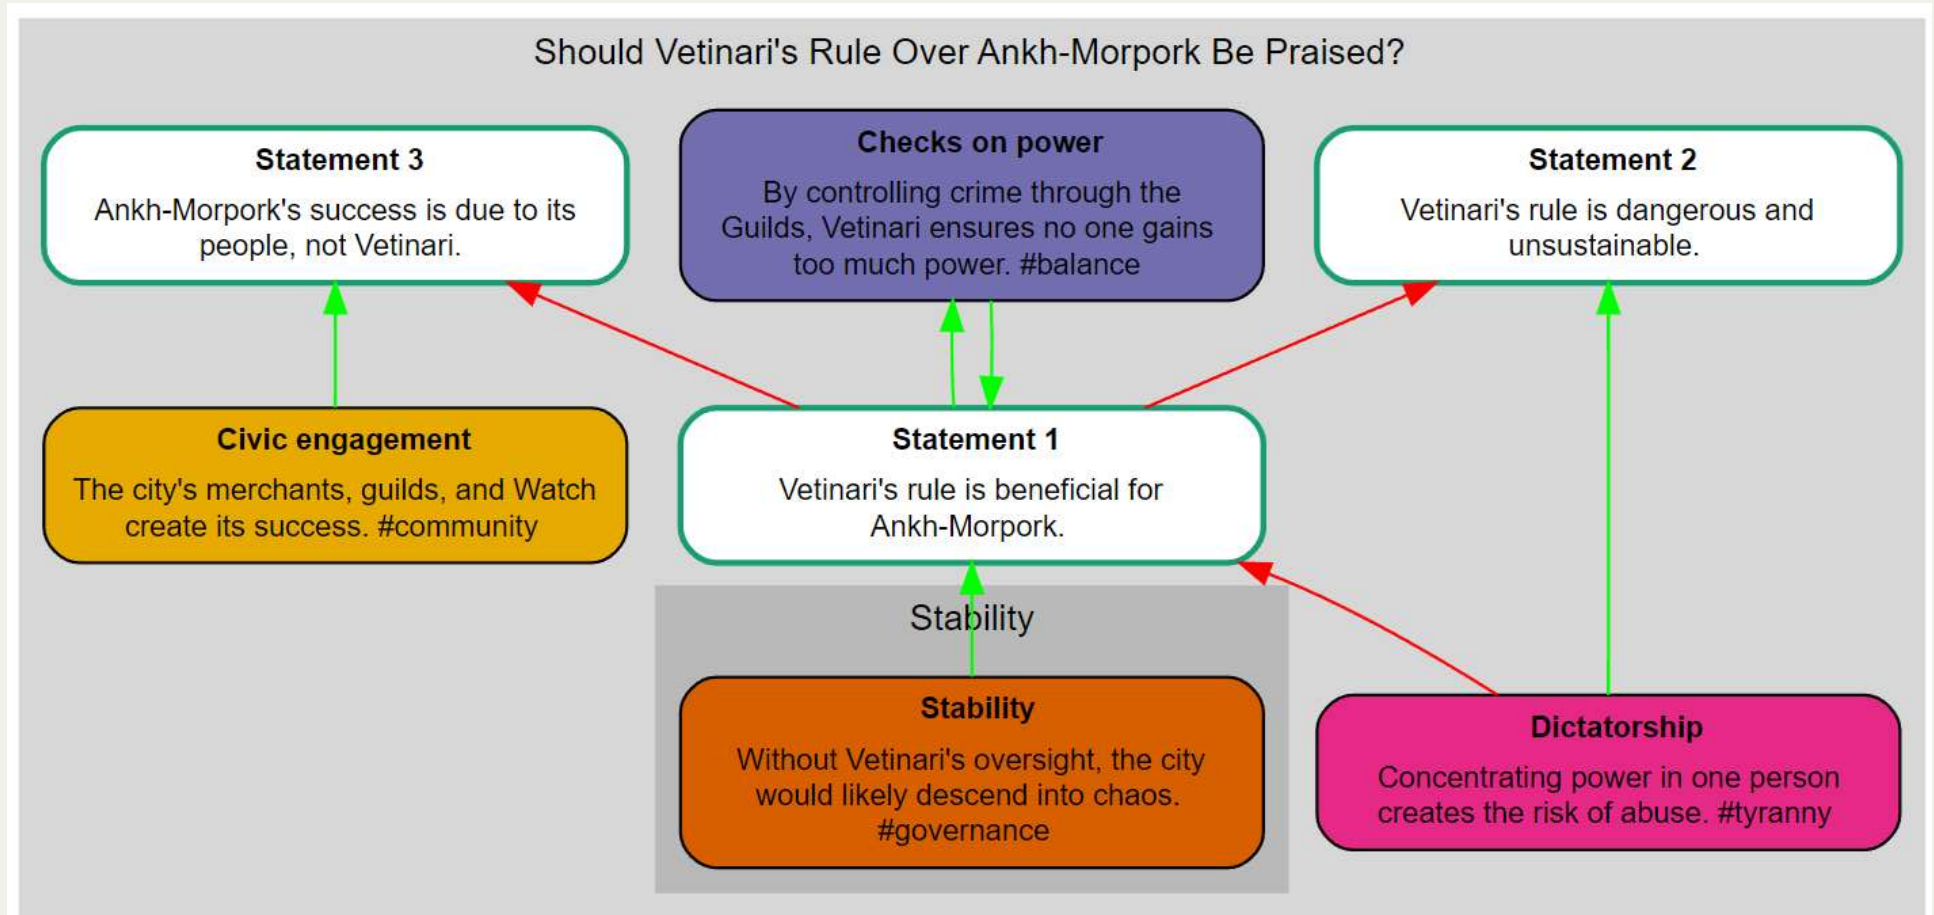 Should Vetinari's Rule Over Ankh-Morpork Be Praised?
Statement 3
Ankh-Morpork's success is due to its
people, not Vetinari.
Checks on power
By controlling crime through the
Guilds, Vetinari ensures no one gains
too much power. #balance
Statement 2
Vetinari's rule is dangerous and
unsustainable.
Civic engagement
The city's merchants, guilds, and Watch
create its success. #community
Statement 1
Vetinari's rule is beneficial for
Ankh-Morpork.
Stability
Stability
Without Vetinari's oversight, the city
would likely descend into chaos.
#governance
Dictatorship
Concentrating power in one person
creates the risk of abuse. #tyranny